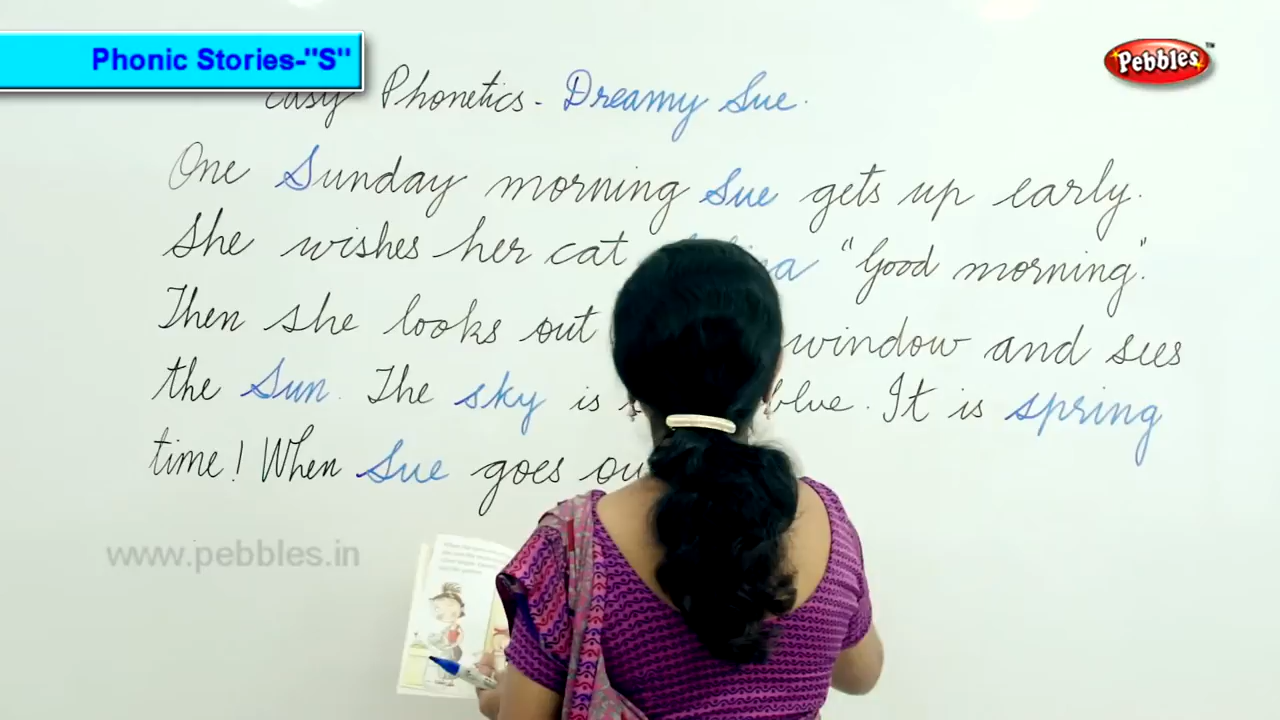 Phonic Stories-"S"
Pebbles™
Easy Phonetics - Dreamy Sue.
One Sunday morning Sue gets up early.
She wishes her cat "Good morning".
Then she looks out window and sees
the Sun. The sky is blue. It is spring
time! When Sue goes
www.pebbles.in